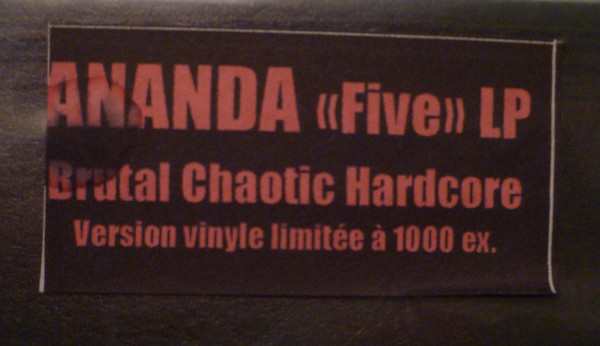 ANANDA «Five» LP
Brutal Chaotic Hardcore
Version vinyle limitée à 1000 ex.